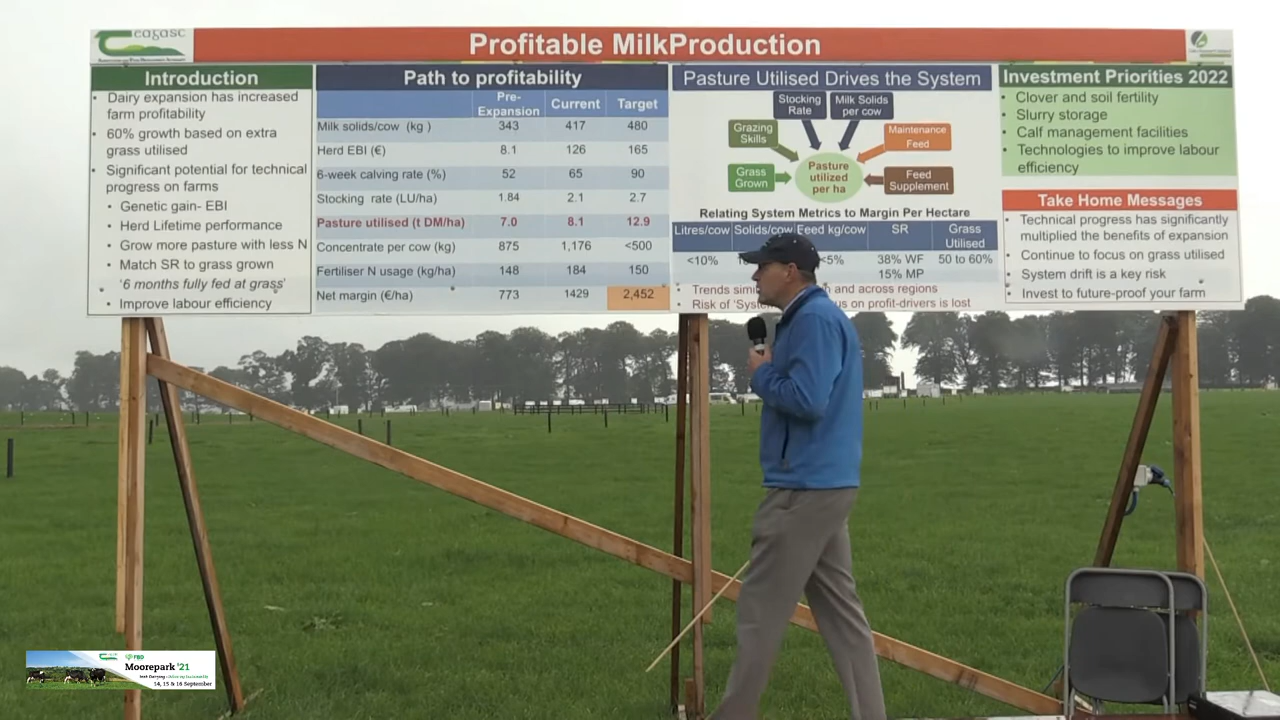 eagasc
Profitable MilkProduction
Introduction
• Dairy expansion has increased
farm profitability
• 60% growth based on extra
grass utilised
• Significant potential for technical
progress on farms
• Genetic gain- EBI
• Herd Lifetime performance
• Grow more pasture with less N
• Match SR to grass grown
'6 months fully fed at grass'
• Improve labour efficiency
Path to profitability
Pre-Expansion Current Target
Milk solids/cow (kg ) 343 417 480
Herd EBI (€) 8.1 126 165
6-week calving rate (%) 52 65 90
Stocking rate (LU/ha) 1.84 2.1 2.7
Pasture utilised (t DM/ha) 7.0 8.1 12.9
Concentrate per cow (kg) 875 1,176 <500
Fertiliser N usage (kg/ha) 148 184 150
Net margin (€/ha) 773 1429 2,452
Pasture Utilised Drives the System
Stocking
Rate
Milk Solids
per cow
Grazing
Skills
Maintenance
Feed
Grass
Grown
Pasture
utilized
per ha
Feed
Supplement
Relating System Metrics to Margin Per Hectare
Litres/cow Solids/cow Feed kg/cow SR Grass
Utilised
<10% <5% 38% WF 50 to 60%
15% MP
• Trends and across regions
• Risk of on profit-drivers is lost
Investment Priorities 2022
• Clover and soil fertility
• Slurry storage
• Calf management facilities
• Technologies to improve labour
efficiency
Take Home Messages
• Technical progress has significantly
multiplied the benefits of expansion
• Continue to focus on grass utilised
• System drift is a key risk
• Invest to future-proof your farm
FBD
Moorepark '21
14, 15 & 16 September